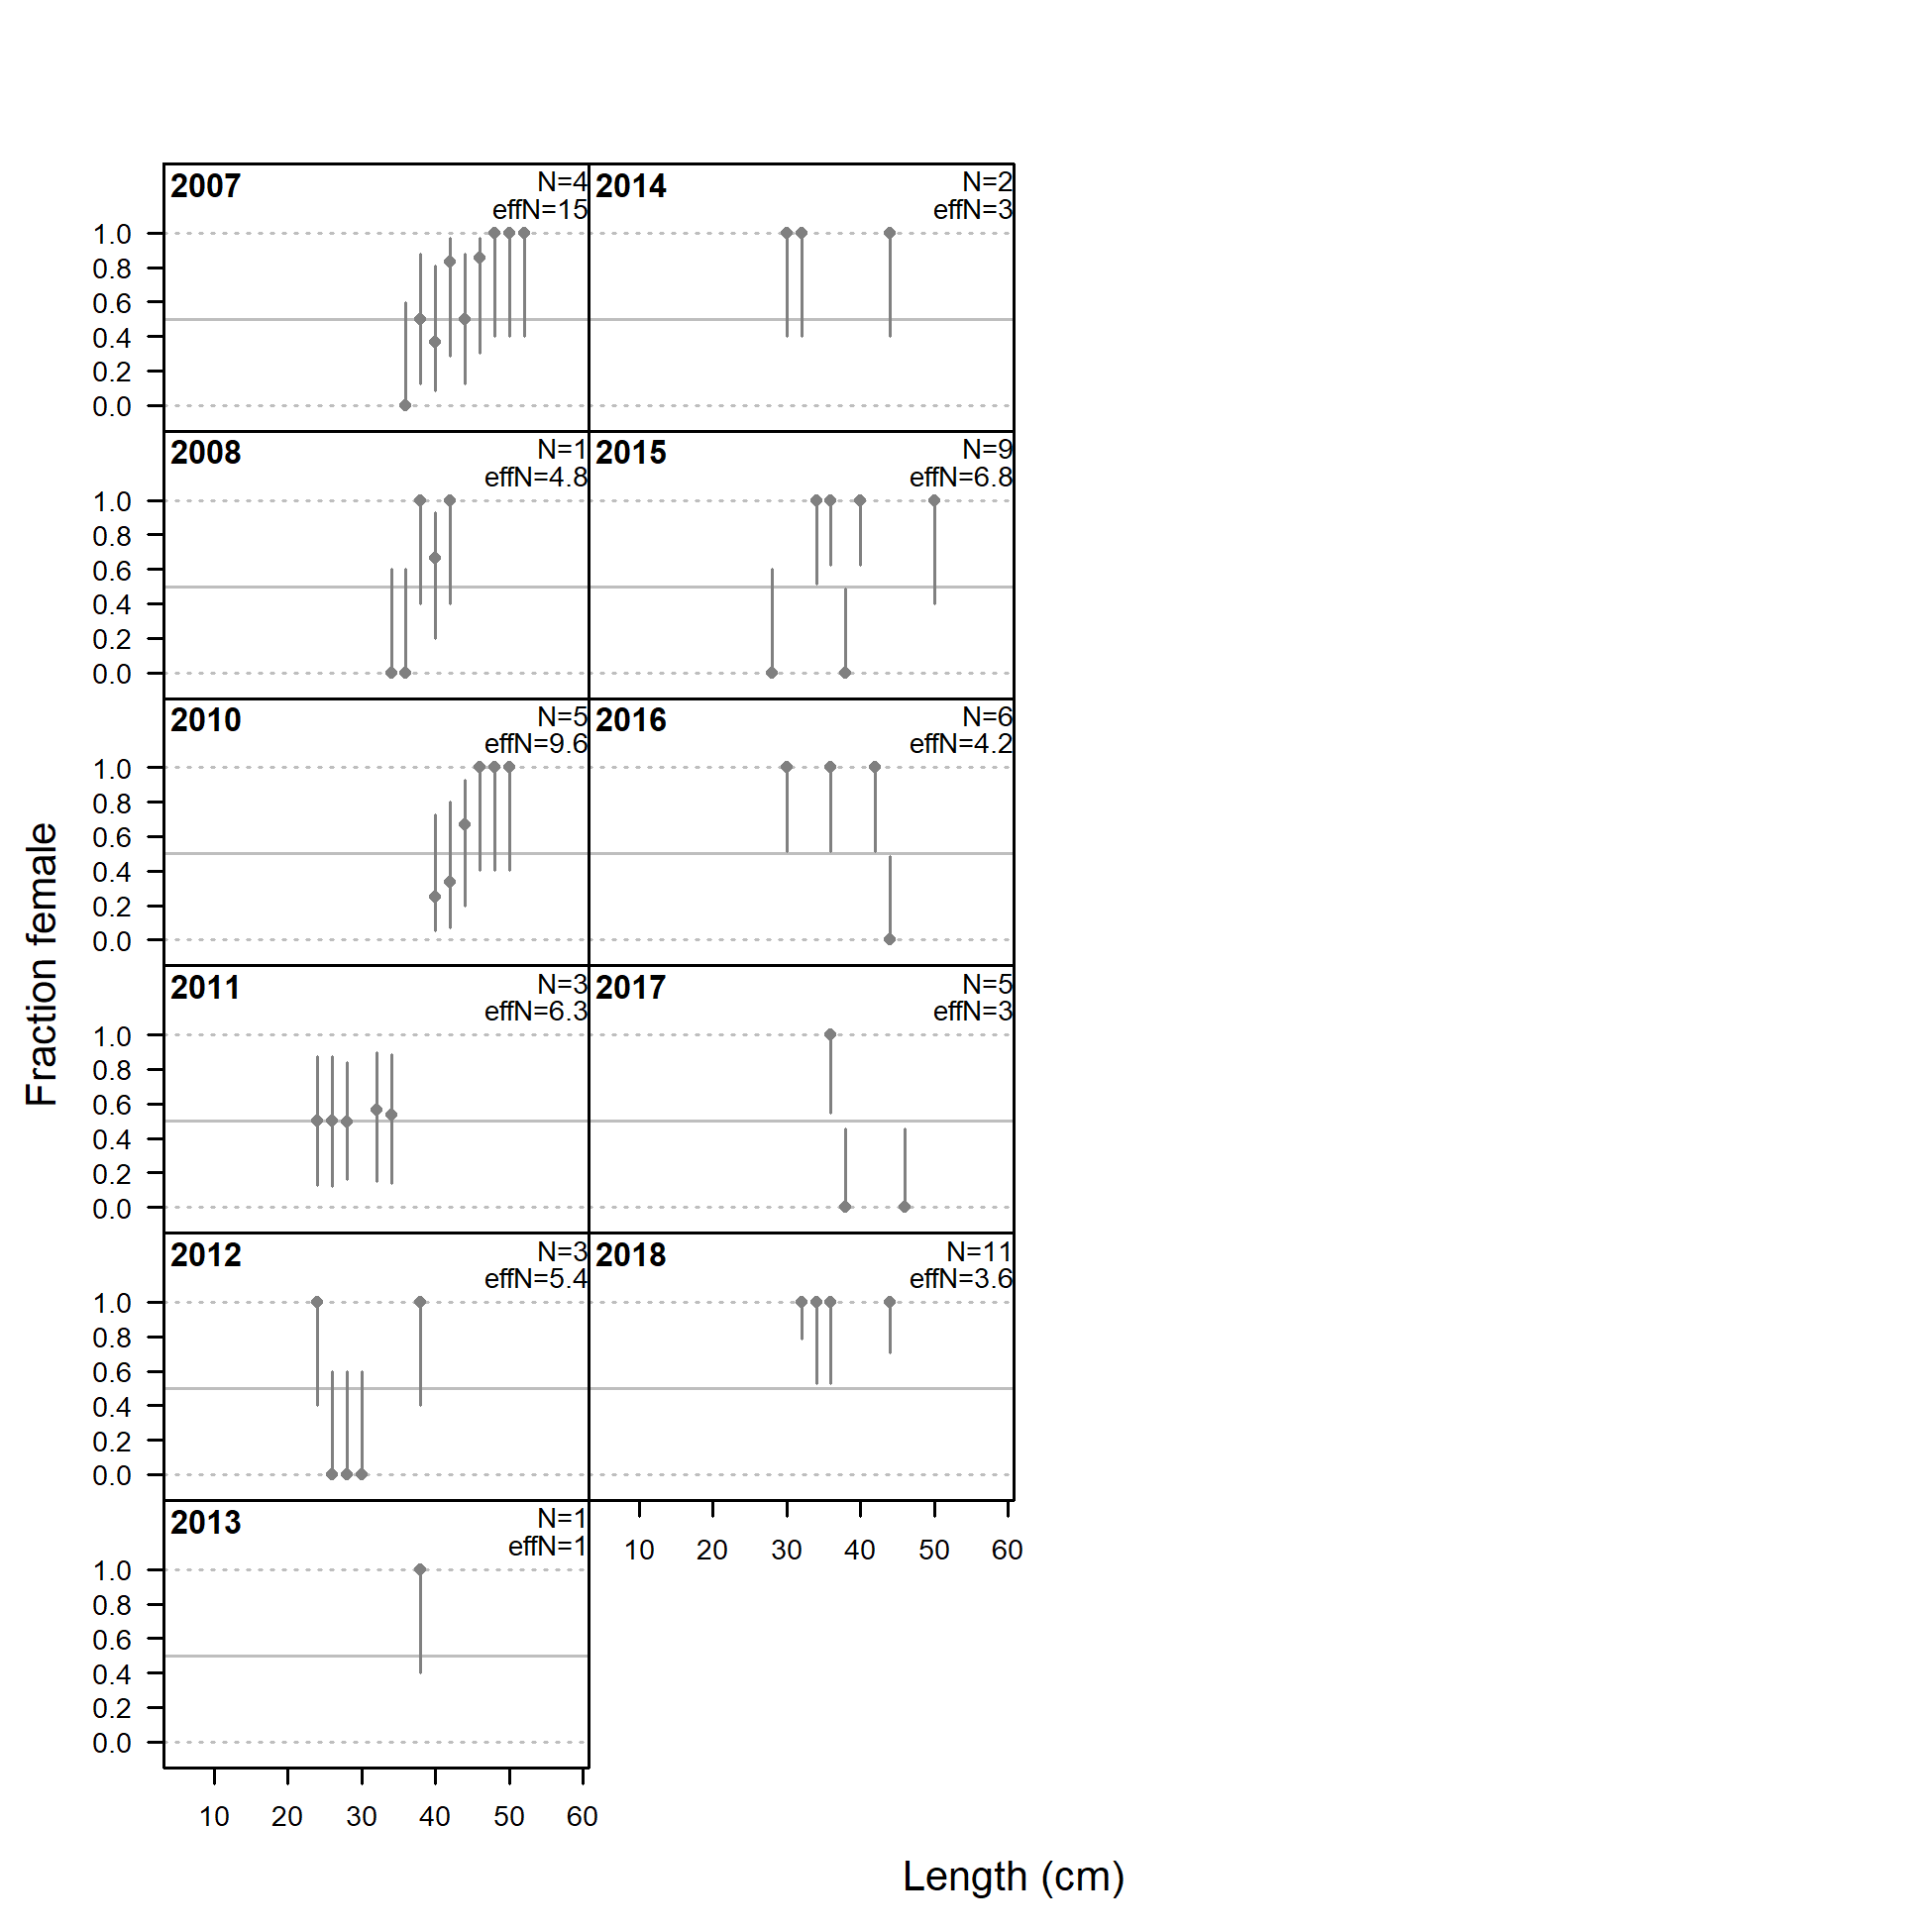 2007
N=4
effN=15
1.0
0.8
0.6
0.4
0.2
0.0
2014
N=2
effN=3
2008
N=1
effN=4.8
1.0
0.8
0.6
0.4
0.2
0.0
2015
N=9
effN=6.8
2010
N=5
effN=9.6
1.0
0.8
0.6
0.4
0.2
0.0
2016
N=6
effN=4.2
2011
N=3
effN=6.3
1.0
0.8
0.6
0.4
0.2
0.0
2017
N=5
effN=3
2012
N=3
effN=5.4
1.0
0.8
0.6
0.4
0.2
0.0
2018
N=11
effN=3.6
10 20 30 40 50 60
2013
N=1
effN=1
1.0
0.8
0.6
0.4
0.2
0.0
10 20 30 40 50 60
Fraction female
Length (cm)